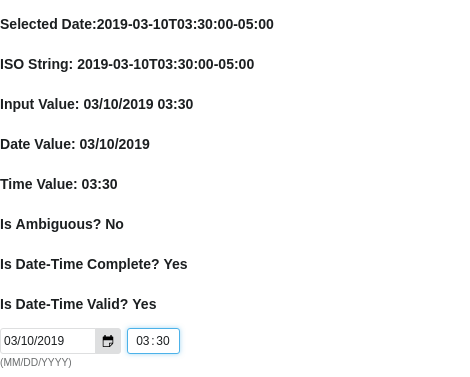 Selected Date:2019-03-10T03:30:00-05:00
ISO String: 2019-03-10T03:30:00-05:00
Input Value: 03/10/2019 03:30
Date Value: 03/10/2019
Time Value: 03:30
Is Ambiguous? No
Is Date-Time Complete? Yes
Is Date-Time Valid? Yes
03/10/2019 03:30
(MM/DD/YYYY)